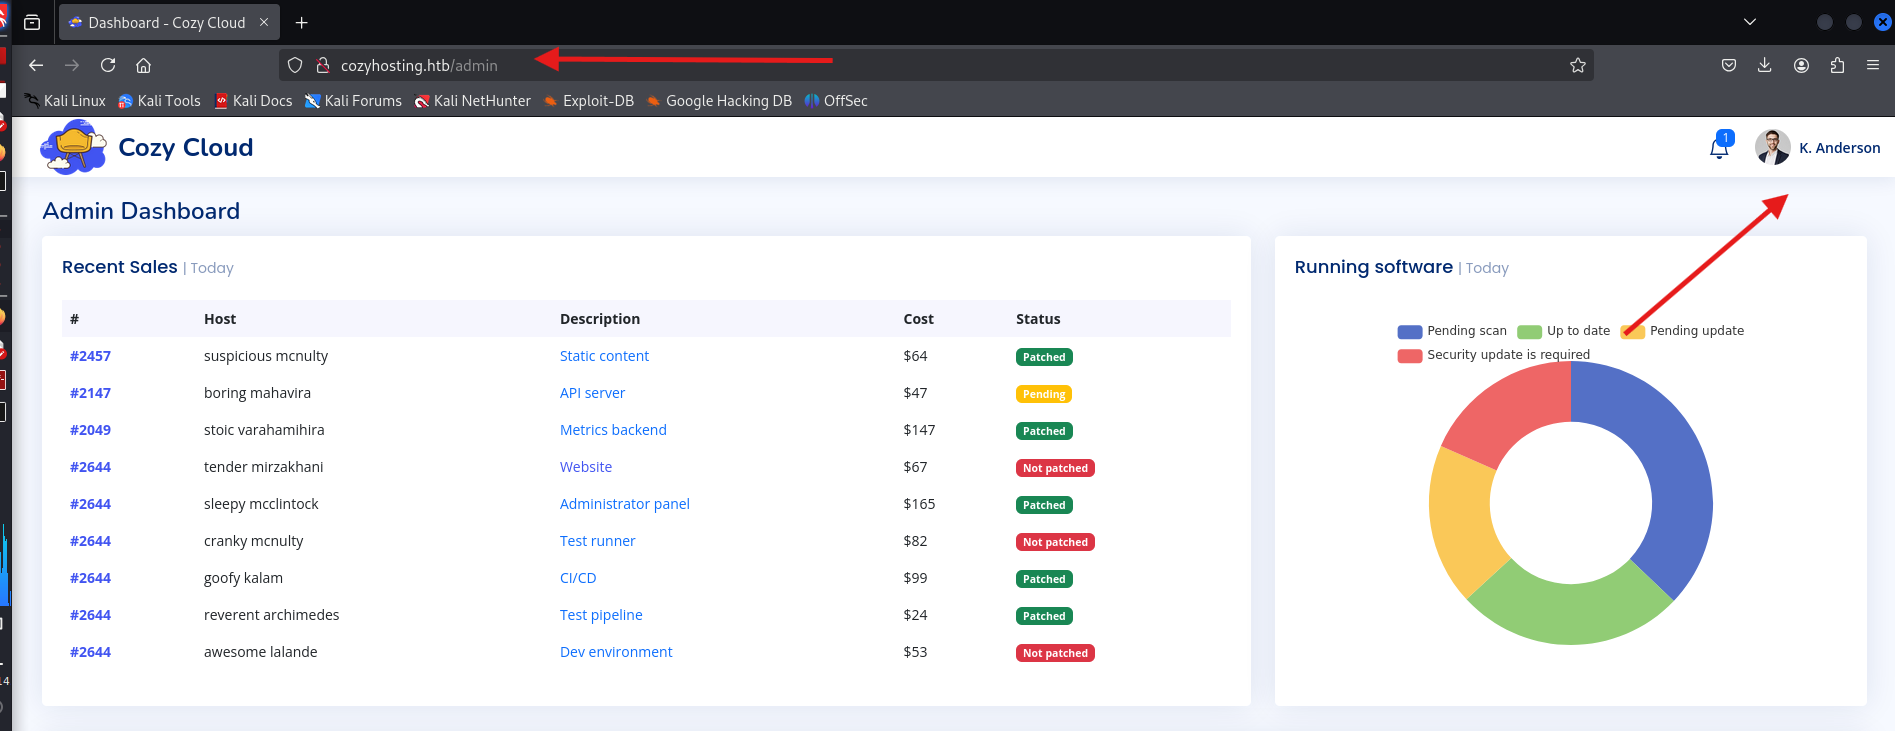 Dashboard - Cozy Cloud
cozyhosting.htb/admin
Kali Linux Kali Tools Kali Docs Kali Forums Kali NetHunter Exploit-DB Google Hacking DB OffSec
Cozy Cloud
1
K. Anderson
Admin Dashboard
Recent Sales | Today
# Host Description Cost Status
#2457 suspicious mcnulty Static content $64 Patched
#2147 boring mahavira API server $47 Pending
#2049 stoic varahamihira Metrics backend $147 Patched
#2644 tender mirzakhani Website $67 Not patched
#2644 sleepy mcclintock Administrator panel $165 Patched
#2644 cranky mcnulty Test runner $82 Not patched
#2644 goofy kalam CI/CD $99 Patched
#2644 reverent archimedes Test pipeline $24 Patched
#2644 awesome lalande Dev environment $53 Not patched
Running software | Today
Pending scan Up to date Pending update
Security update is required
14